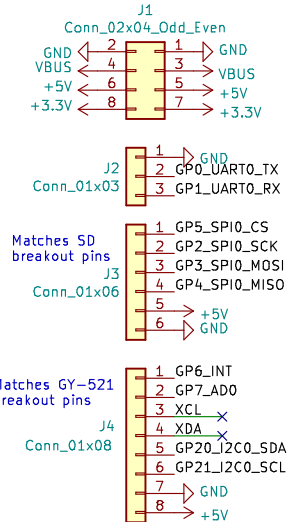 J1
Conn_02x04_Odd_Even
GND 2 1 GND
VBUS 4 3 VBUS
+5V 6 5 +5V
+3.3V 8 7 +3.3V
J2
Conn_01x03
1 GND
2 GP0_UART0_TX
3 GP1_UART0_RX
Matches SD
breakout pins
J3
Conn_01x06
1 GP5_SPI0_CS
2 GP2_SPI0_SCK
3 GP3_SPI0_MOSI
4 GP4_SPI0_MISO
5 +5V
6 GND
Matches GY-521
breakout pins
J4
Conn_01x08
1 GP6_INT
2 GP7_AD0
3 XCL
4 XDA
5 GP20_I2C0_SDA
6 GP21_I2C0_SCL
7 GND
8 +5V